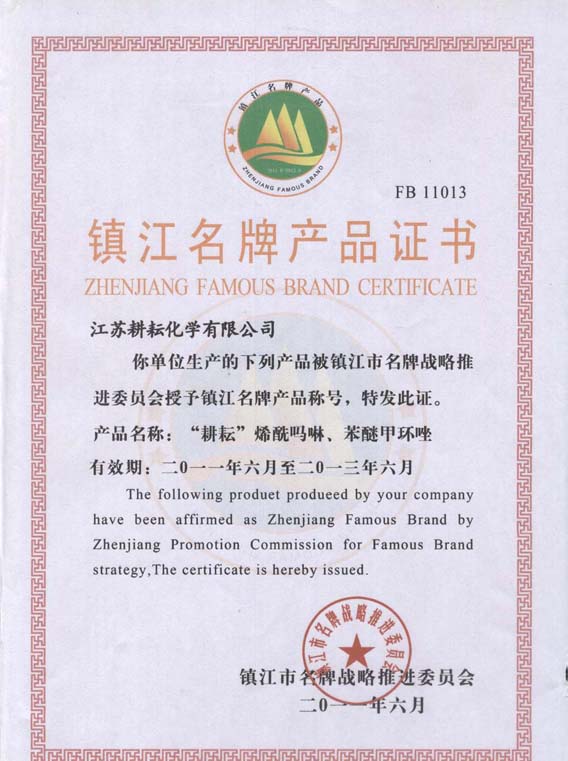 镇江名牌产品
ZHENJIANG FAMOUS BRAND
FB 11013
镇江名牌产品证书
ZHENJIANG FAMOUS BRAND CERTIFICATE
江苏耕耘化学有限公司
你单位生产的下列产品被镇江市名牌战略推
进委员会授予镇江名牌产品称号，特发此证。
产品名称：“耕耘”烯酰吗啉、苯醚甲环唑
有效期：二0一一年六月至二0一三年六月
The following produet produeed by your company
have been affirmed as Zhenjiang Famous Brand by
Zhenjiang Promotion Commission for Famous Brand
strategy,The certificate is hereby issued.
镇江市名牌战略推进委员会
镇江市名牌战略推进委员会
二0一一年六月